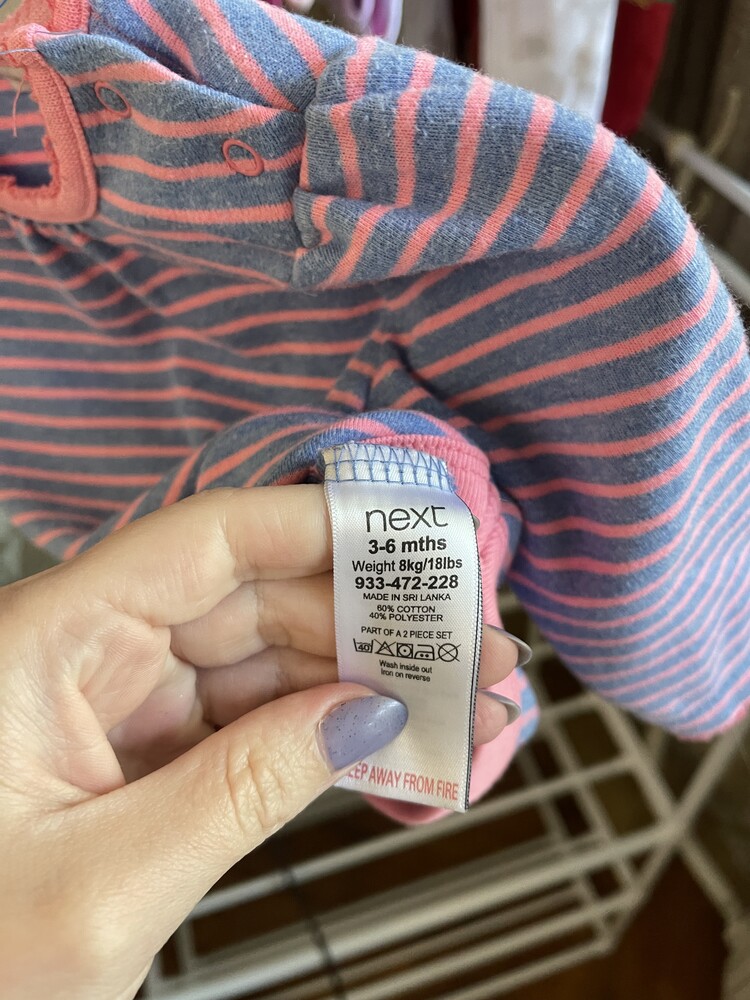 next
3-6 mths
Weight 8kg/18lbs
933-472-228
MADE IN SRI LANKA
60% COTTON
40% POLYESTER
PART OF A 2 PIECE SET
40
Wash inside out
Iron on reverse
AWAY FROM FIRE